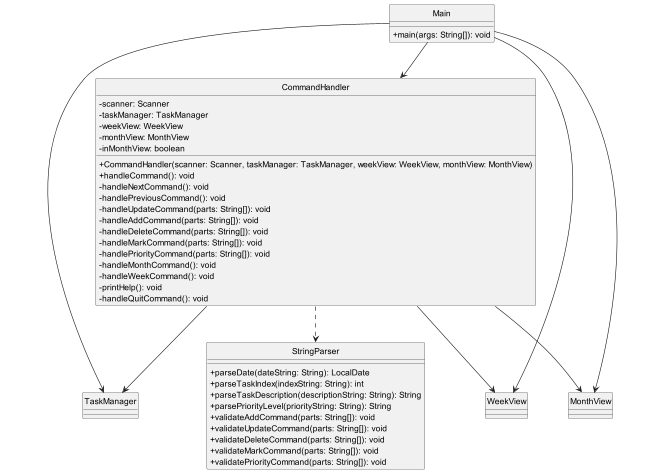 Main
+main(args: String[]): void
CommandHandler
-scanner: Scanner
-taskManager: TaskManager
-weekView: WeekView
-monthView: MonthView
-inMonthView: boolean
+CommandHandler(scanner: Scanner, taskManager: TaskManager, weekView: WeekView, monthView: MonthView)
+handleCommand(): void
-handleNextCommand(): void
-handlePreviousCommand(): void
-handleUpdateCommand(parts: String[]): void
-handleAddCommand(parts: String[]): void
-handleDeleteCommand(parts: String[]): void
-handleMarkCommand(parts: String[]): void
-handlePriorityCommand(parts: String[]): void
-handleMonthCommand(): void
-handleWeekCommand(): void
-printHelp(): void
-handleQuitCommand(): void
StringParser
+parseDate(dateString: String): LocalDate
+parseTaskIndex(indexString: String): int
+parseTaskDescription(descriptionString: String): String
+parsePriorityLevel(priorityString: String): String
+validateAddCommand(parts: String[]): void
+validateUpdateCommand(parts: String[]): void
+validateDeleteCommand(parts: String[]): void
+validateMarkCommand(parts: String[]): void
+validatePriorityCommand(parts: String[]): void
TaskManager
WeekView
MonthView